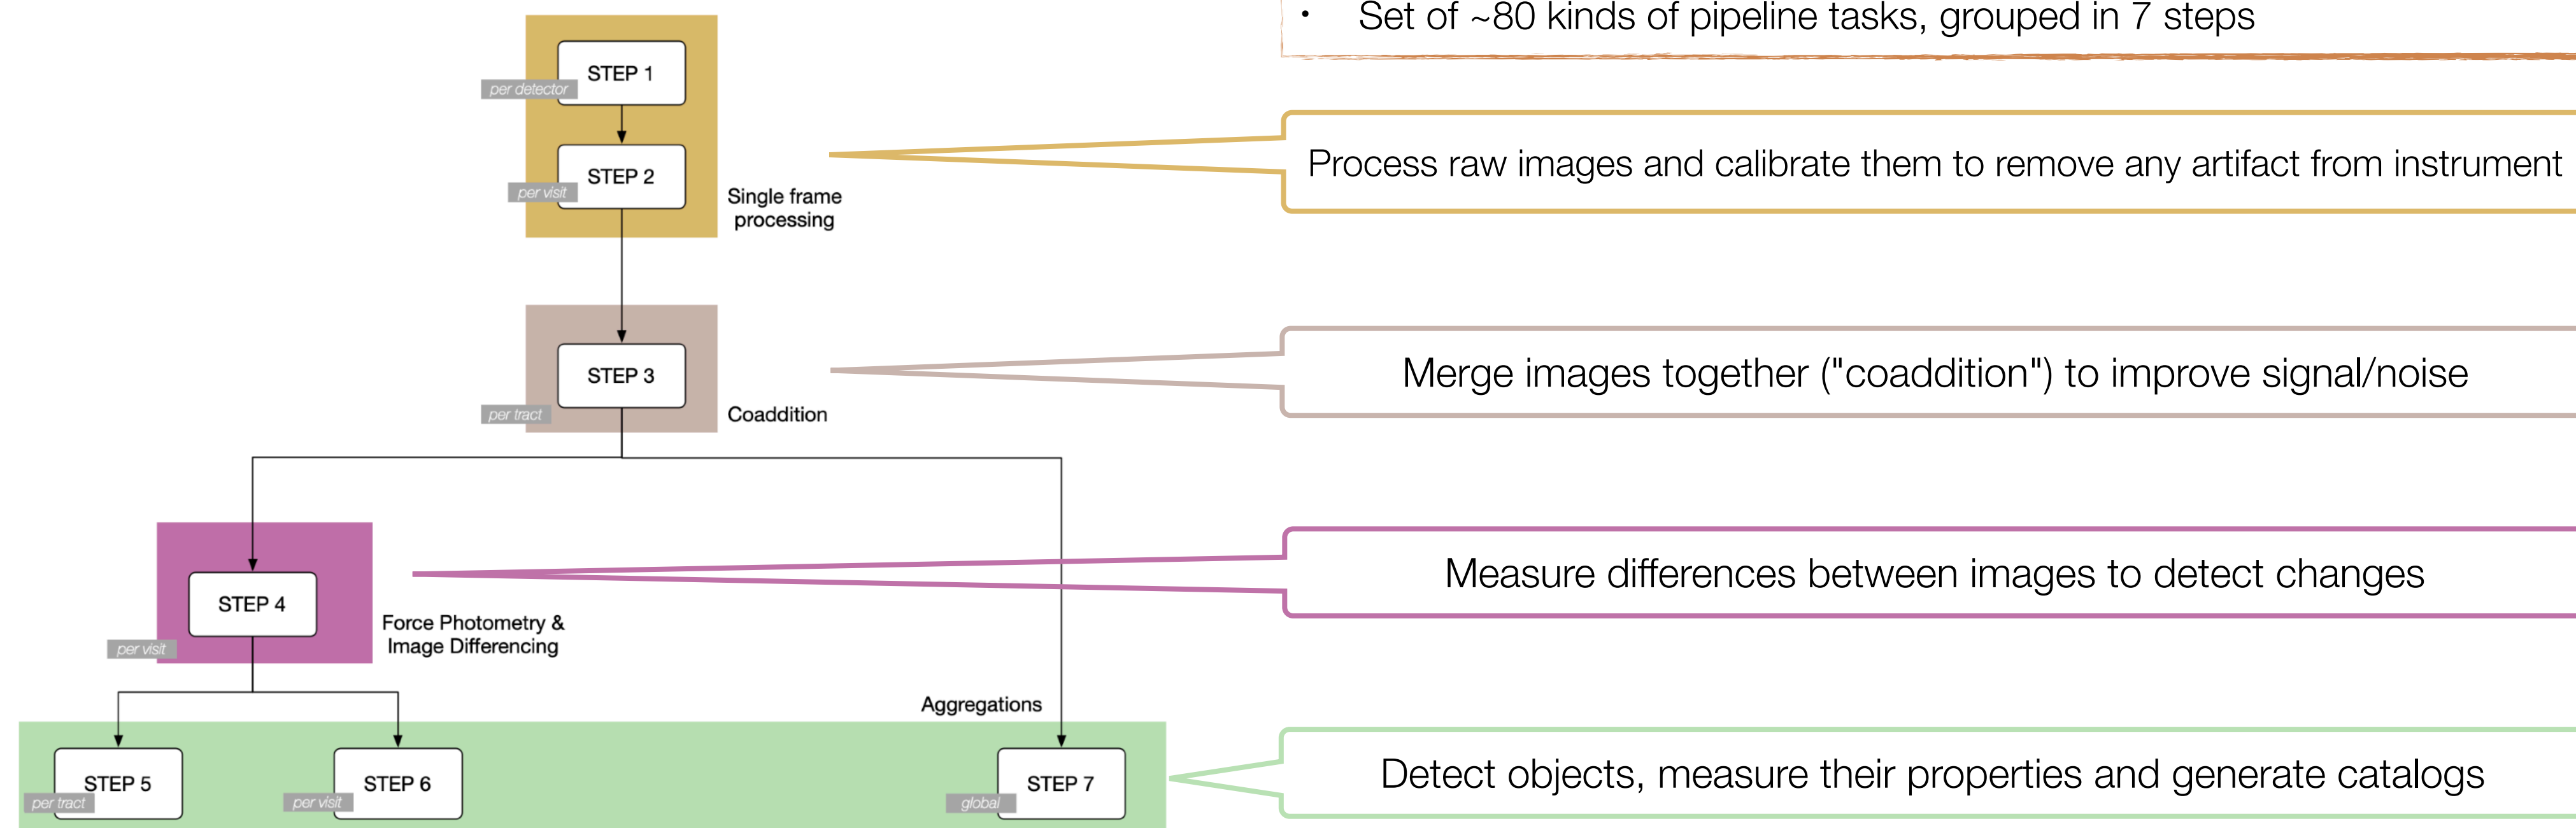 • Set of ~80 kinds of pipeline tasks, grouped in 7 steps
STEP 1
per detector
STEP 2
per visit
Single frame
processing
Process raw images and calibrate them to remove any artifact from instrument
STEP 3
per tract
Coaddition
Merge images together ("coaddition") to improve signal/noise
STEP 4
per visit
Force Photometry &
Image Differencing
Measure differences between images to detect changes
Aggregations
STEP 5
per tract
STEP 6
per visit
STEP 7
global
Detect objects, measure their properties and generate catalogs